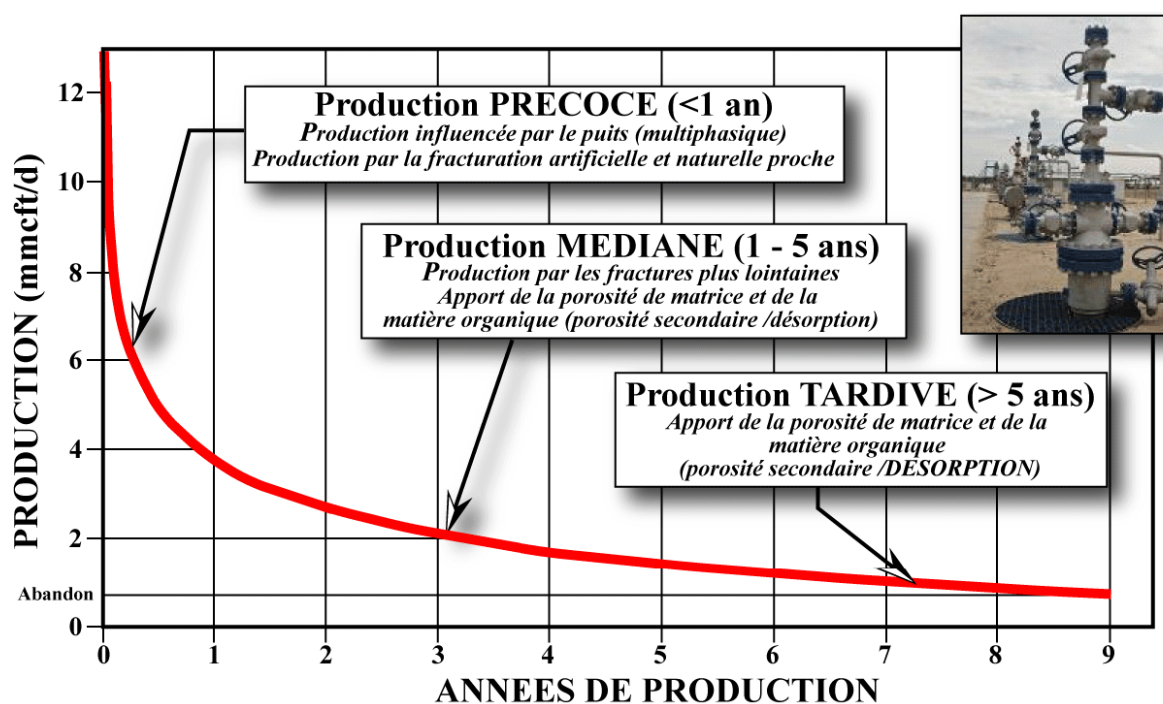 PRODUCTION (mmcft/d)
12
10
8
6
4
2
Abandon
0
Production PRECOCE (<1 an)
Production influencée par le puits (multiphasique)
Production par la fracturation artificielle et naturelle proche
Production MEDIANE (1 - 5 ans)
Production par les fractures plus lointaines
Apport de la porosité de matrice et de la
matière organique (porosité secondaire /désorption)
Production TARDIVE (> 5 ans)
Apport de la porosité de matrice et de la
matière organique
(porosité secondaire /DESORPTION)
0 1 2 3 4 5 6 7 8 9
ANNEES DE PRODUCTION